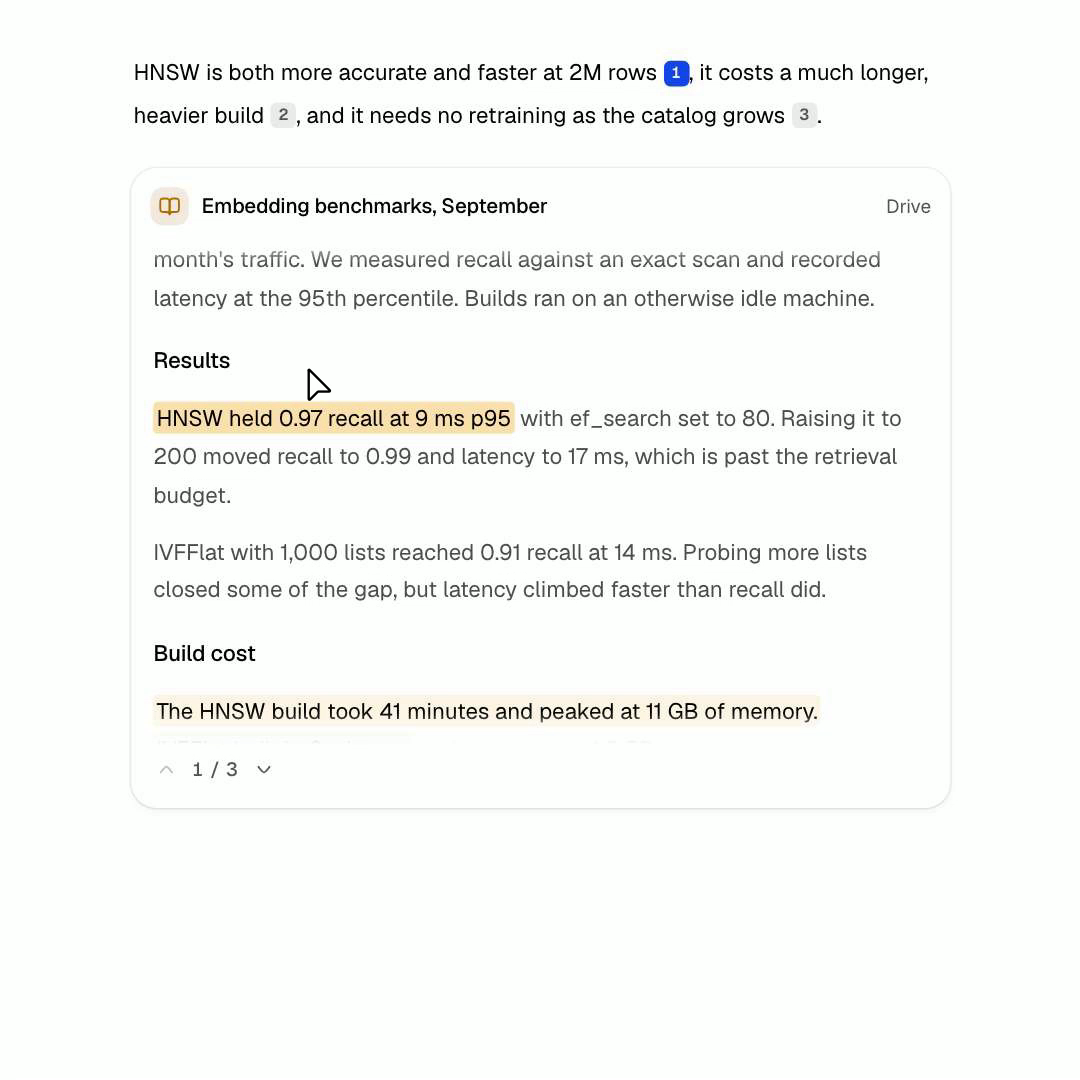 HNSW is both more accurate and faster at 2M rows 1, it costs a much longer,
heavier build 2, and it needs no retraining as the catalog grows 3.
Embedding benchmarks, September
Drive
month's traffic. We measured recall against an exact scan and recorded
latency at the 95th percentile. Builds ran on an otherwise idle machine.
Results
HNSW held 0.97 recall at 9 ms p95 with ef_search set to 80. Raising it to
200 moved recall to 0.99 and latency to 17 ms, which is past the retrieval
budget.
IVFFlat with 1,000 lists reached 0.91 recall at 14 ms. Probing more lists
closed some of the gap, but latency climbed faster than recall did.
Build cost
The HNSW build took 41 minutes and peaked at 11 GB of memory.
1 / 3